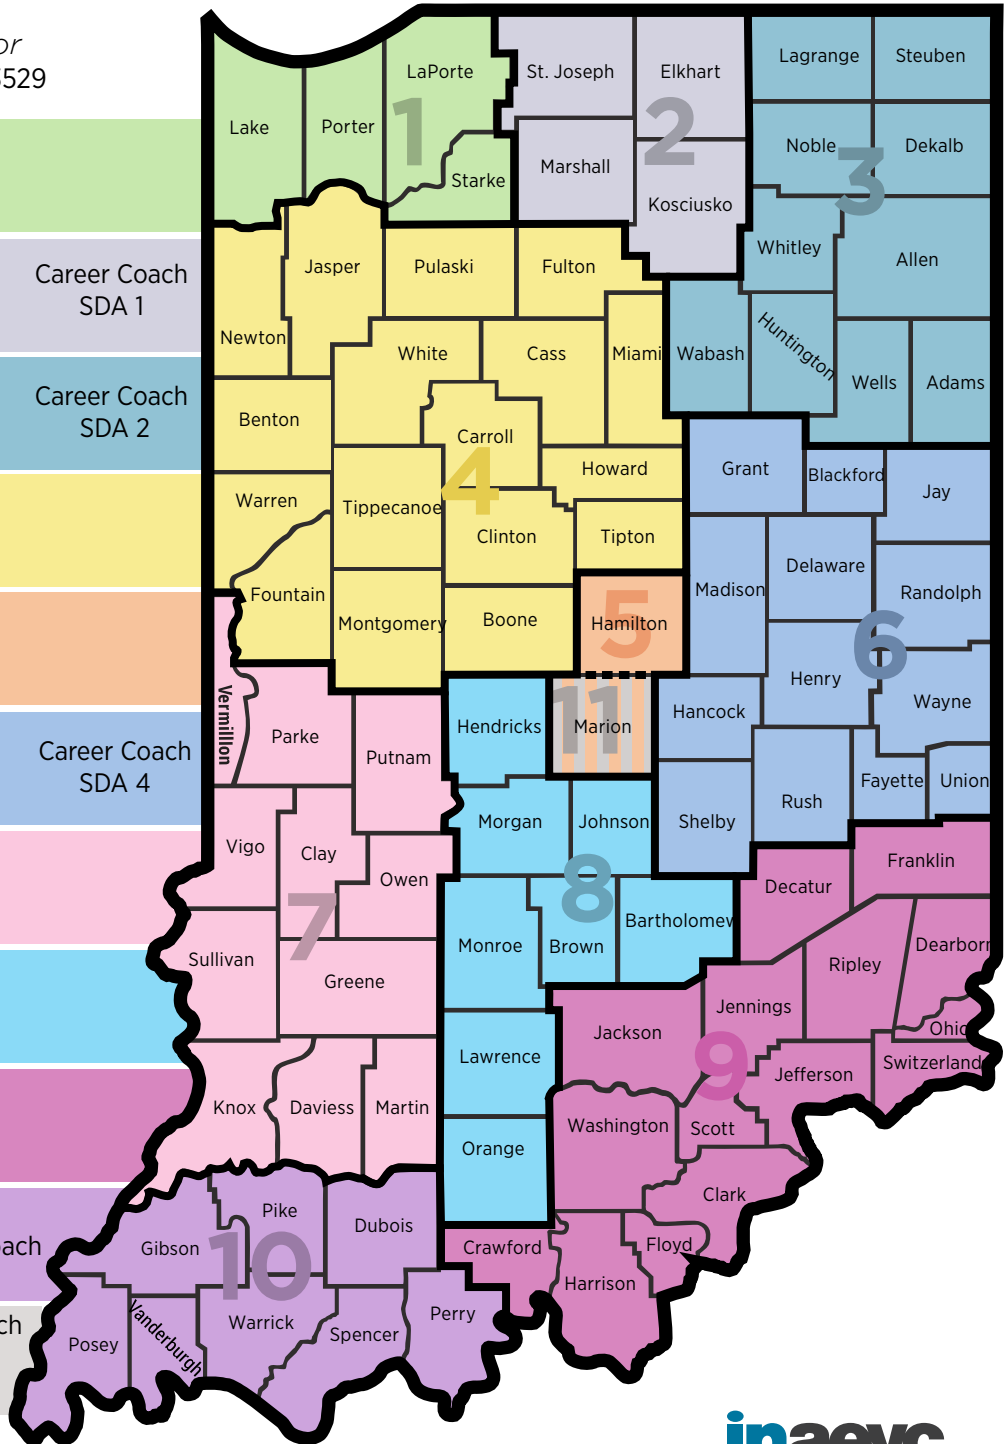 or
529
Career Coach
SDA 1
Career Coach
SDA 2
Career Coach
SDA 4
ach
ch
LaPorte
St. Joseph
Elkhart
Lagrange
Steuben
Lake
Porter
1
2
Noble
Dekalb
Starke
Marshall
3
Kosciusko
Whitley
Allen
Jasper
Pulaski
Fulton
Newton
White
Cass
Miami
Wabash
Huntington
Wells
Adams
Benton
Carroll
Howard
Grant
Blackford
Jay
Warren
Tippecanoe
4
Clinton
Tipton
Delaware
Madison
Randolph
Fountain
Montgomery
Boone
5
Hamilton
6
Henry
Wayne
Vermillion
Parke
Putnam
Hendricks
11
Marion
Hancock
Vigo
Clay
Owen
Morgan
Johnson
Shelby
Rush
Fayette
Union
7
8
Decatur
Franklin
Sullivan
Greene
Monroe
Brown
Bartholomew
Ripley
Dearborn
Jackson
Jennings
Ohio
Lawrence
9
Jefferson
Switzerland
Knox
Daviess
Martin
Washington
Scott
Orange
Clark
Pike
Dubois
Gibson
10
Crawford
Floyd
Harrison
Posey
Vanderburgh
Warrick
Spencer
Perry
inaeyc